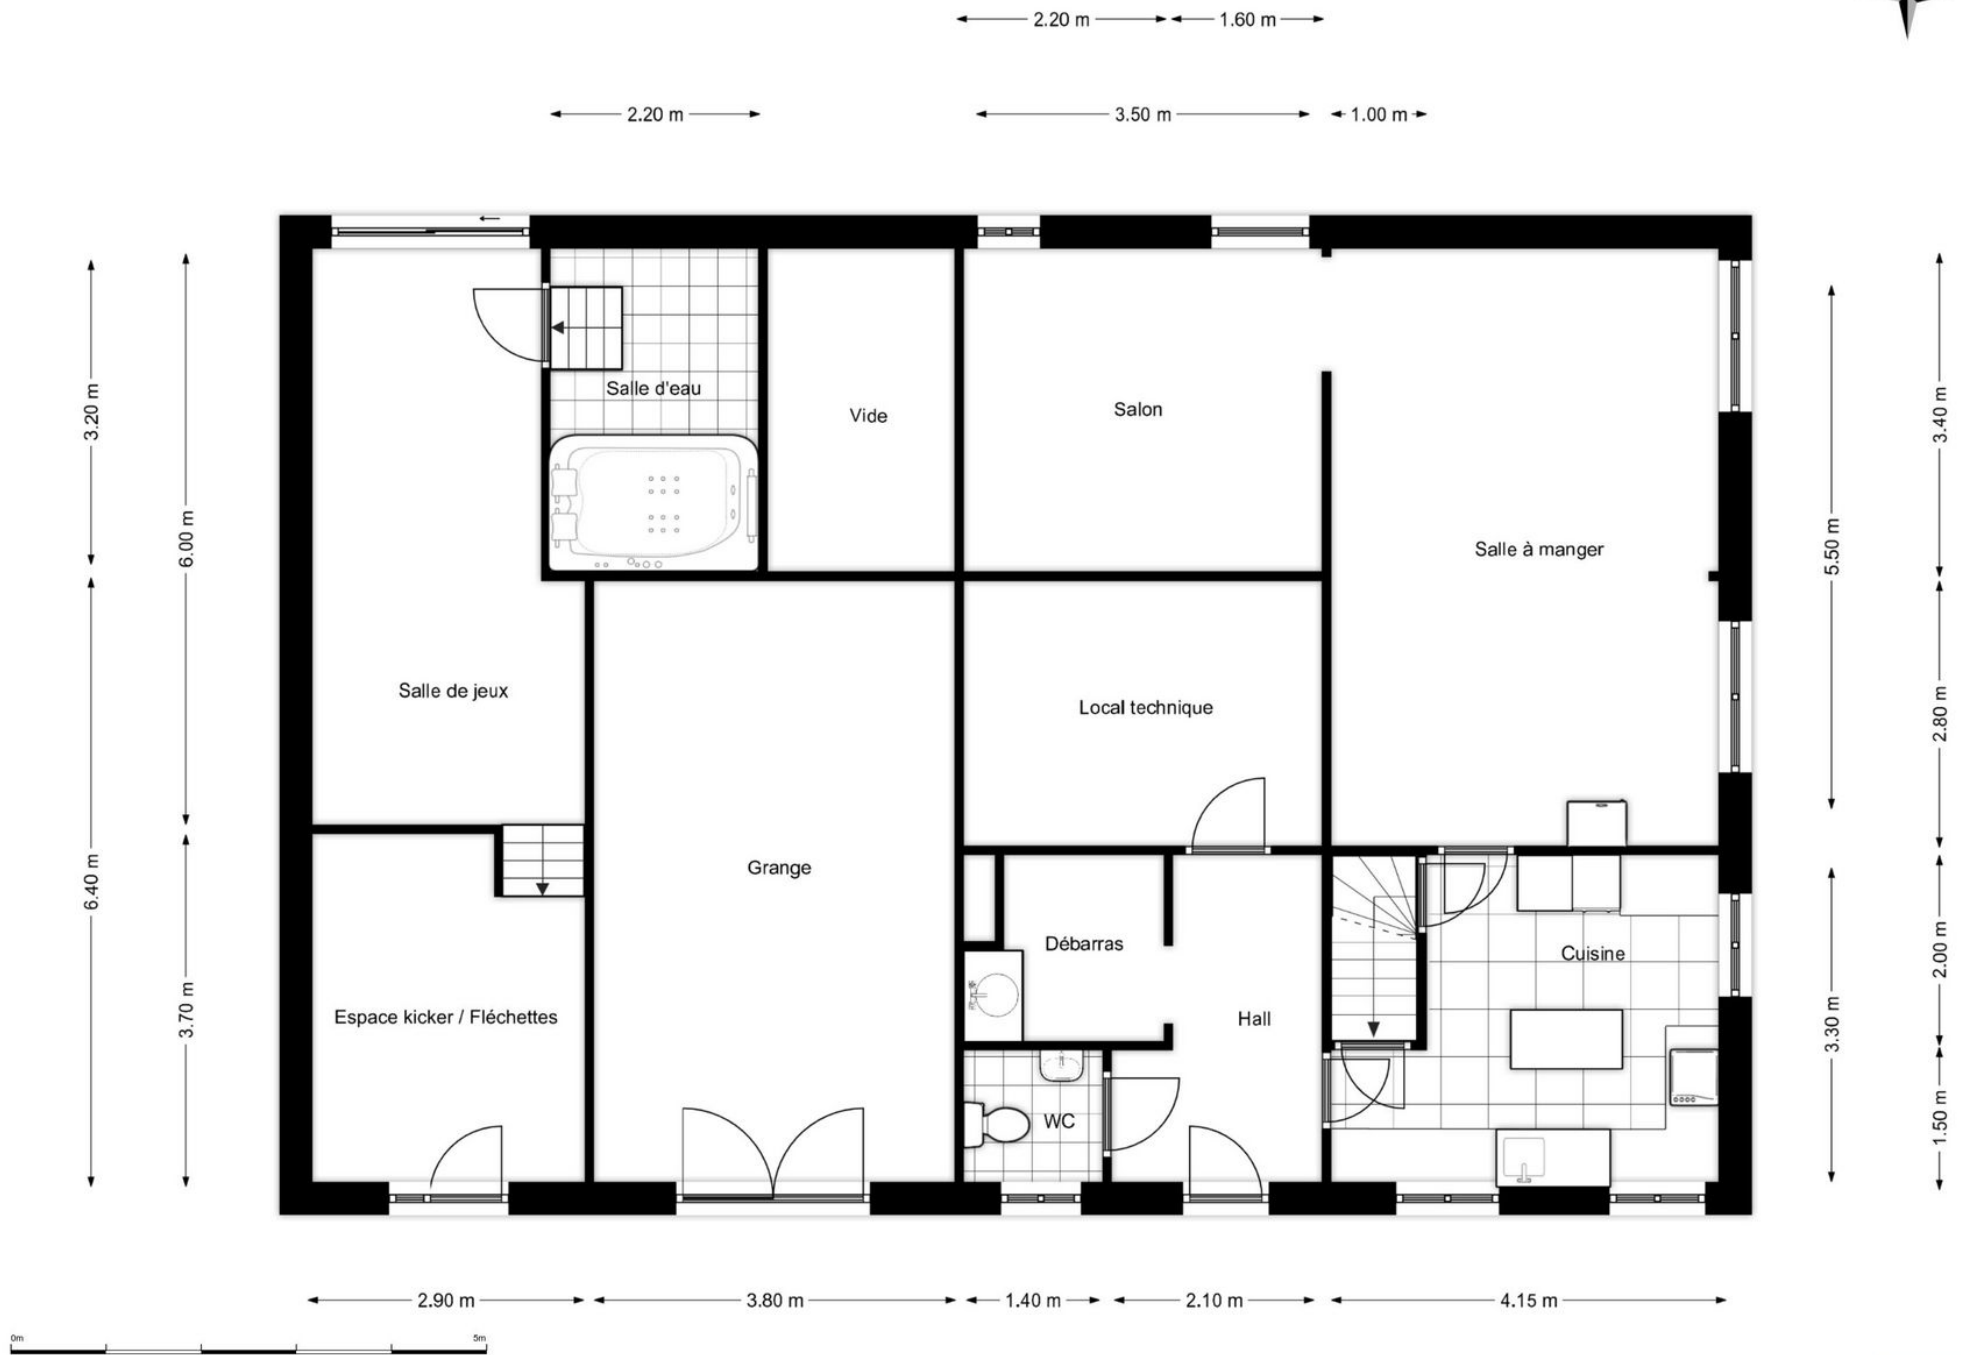 2.20 m
1.60 m
2.20 m
3.50 m
1.00 m
3.20 m
6.00 m
6.40 m
3.70 m
Salle d'eau
Vide
Salon
Salle à manger
Salle de jeux
Local technique
Grange
Débarras
Cuisine
Espace kicker / Fléchettes
Hall
WC
5.50 m
3.40 m
2.80 m
2.00 m
3.30 m
1.50 m
2.90 m
3.80 m
1.40 m
2.10 m
4.15 m
0m
5m